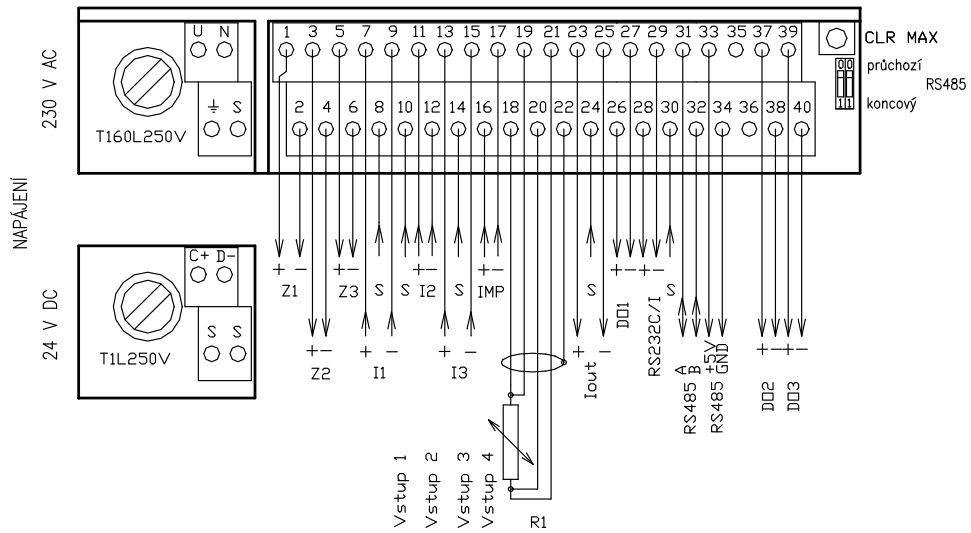 NAPÁJENÍ
230 V AC
U N
⏚ S
T160L250V
24 V DC
C+ D-
S S
T1L250V
1 3 5 7 9 11 13 15 17 19 21 23 25 27 29 31 33 35 37 39
2 4 6 8 10 12 14 16 18 20 22 24 26 28 30 32 34 36 38 40
CLR MAX
00
průchozí
RS485
11
koncový
+ - + - S S + - S + - S + - + - S
Z1 Z3 I2 IMP
DO1
RS232C/I
+ - + - + - + - + - + - 
Z2 I1 I3
Iout
RS485 A
B
RS485 +5V
GND
DO2
DO3
Vstup 1
Vstup 2
Vstup 3
Vstup 4
R1